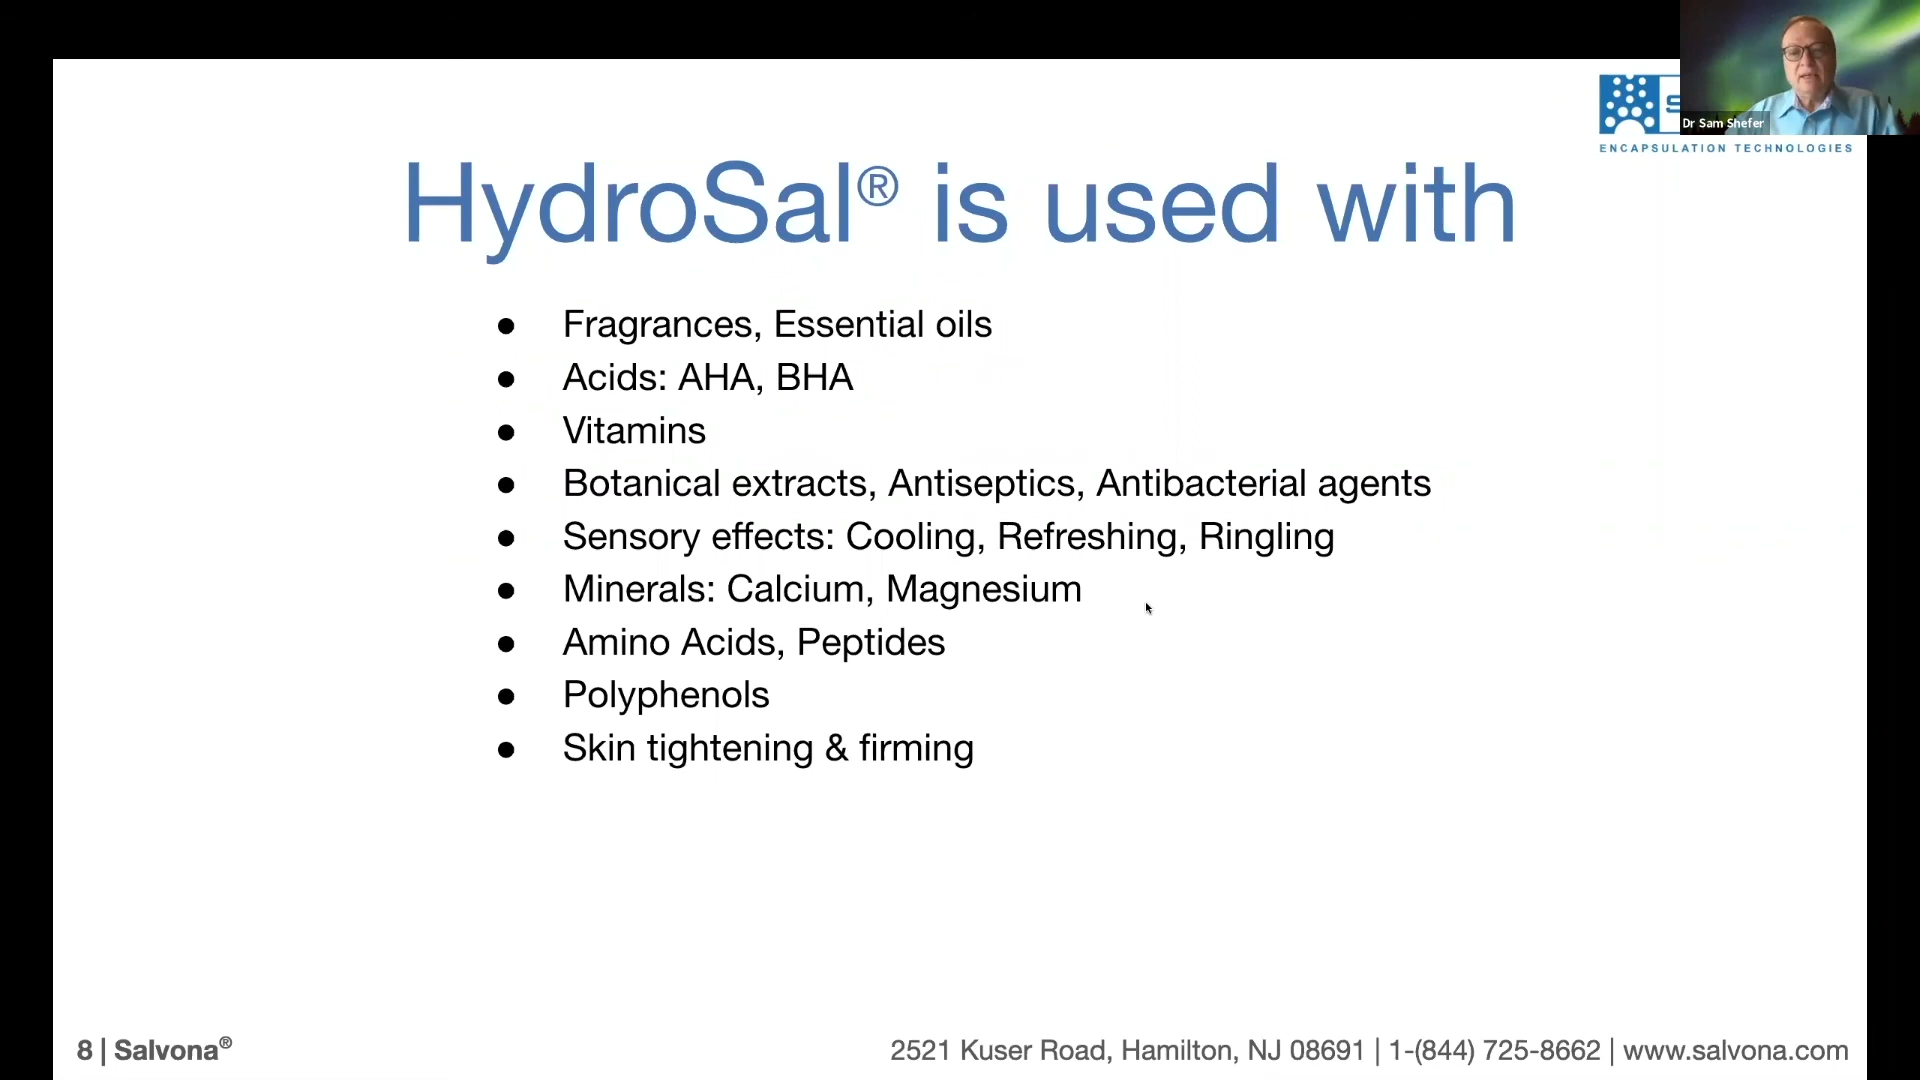 Dr Sam Shefer
ENCAPSULATION TECHNOLOGIES
HydroSal® is used with
● Fragrances, Essential oils
● Acids: AHA, BHA
● Vitamins
● Botanical extracts, Antiseptics, Antibacterial agents
● Sensory effects: Cooling, Refreshing, Ringling
● Minerals: Calcium, Magnesium
● Amino Acids, Peptides
● Polyphenols
● Skin tightening & firming
8 | Salvona®
2521 Kuser Road, Hamilton, NJ 08691 | 1-(844) 725-8662 | www.salvona.com